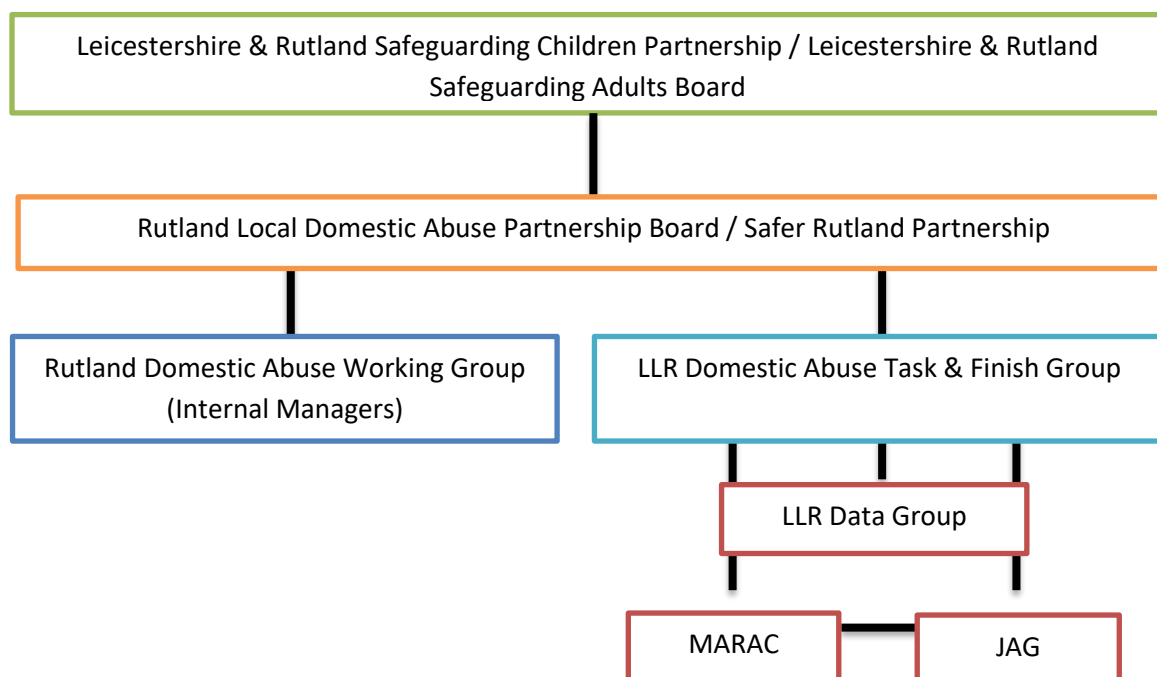 Leicestershire & Rutland Safeguarding Children Partnership / Leicestershire & Rutland
Safeguarding Adults Board
Rutland Local Domestic Abuse Partnership Board / Safer Rutland Partnership
Rutland Domestic Abuse Working Group
(Internal Managers)
LLR Domestic Abuse Task & Finish Group
LLR Data Group
MARAC
JAG